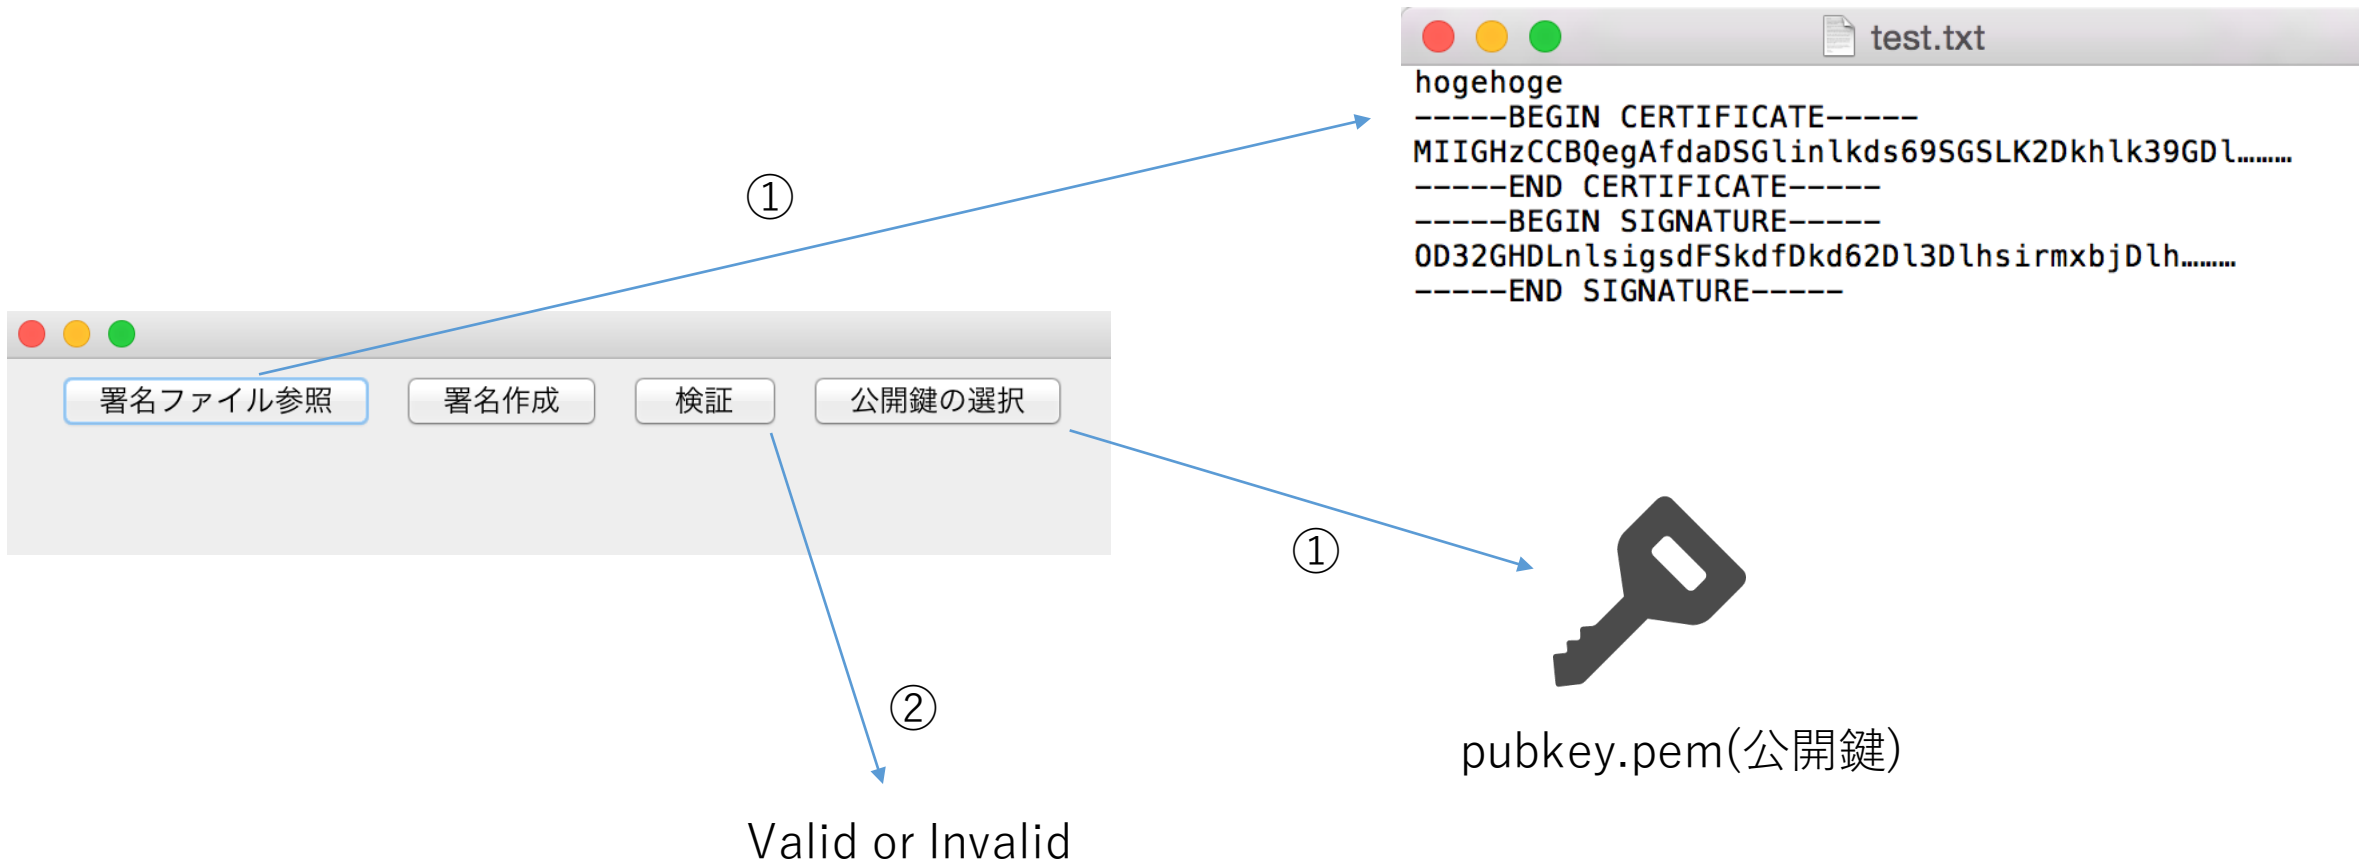 test.txt
hogehoge
-----BEGIN CERTIFICATE-----
MIIGHzCCBQegAfdaDSGlinlkds69SGSLK2Dkhlk39GDl………
-----END CERTIFICATE-----
-----BEGIN SIGNATURE-----
OD32GHDLnlsigsdFSkdfDkd62Dl3DlhsirmxbjDlh………
-----END SIGNATURE-----
①
署名ファイル参照 署名作成 検証 公開鍵の選択
①
②
pubkey.pem(公開鍵)
Valid or Invalid